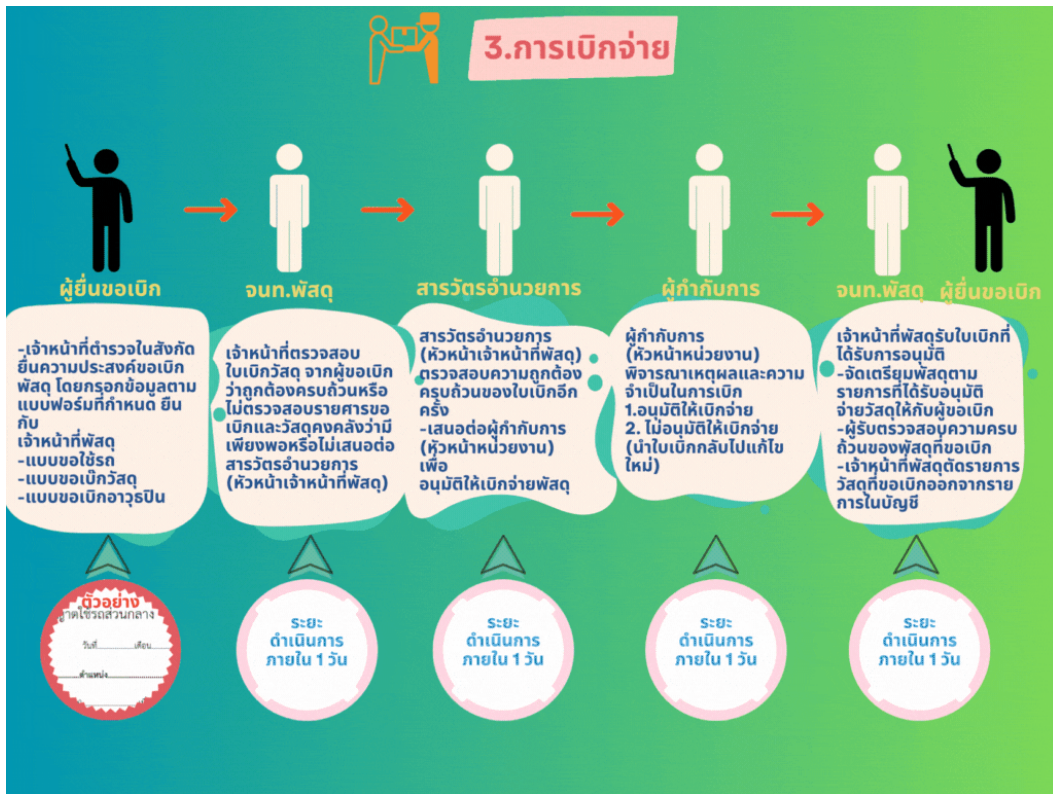 3.การเบิกจ่าย
ผู้ยื่นขอเบิก
จนท.พัสดุ
สารวัตรอำนวยการ
ผู้กำกับการ
จนท.พัสดุ
ผู้ยื่นขอเบิก
-เจ้าหน้าที่ตำรวจในสังกัด
ยื่นความประสงค์ขอเบิก
พัสดุ โดยกรอกข้อมูลตาม
แบบฟอร์มที่กำหนด ยืน
กับ
เจ้าหน้าที่พัสดุ
-แบบขอใช้รถ
-แบบขอเบ๊กวัสดุ
-แบบขอเบิกอาวุธปืน
เจ้าหน้าที่ตรวจสอบ
ใบเบิกวัสดุ จากผู้ขอเบิก
ว่าถูกต้องครบถ้วนหรือ
ไม่ตรวจสอบรายศารขอ
เบิกและวัสดุคงคลังว่ามี
เพียงพอหรือไม่เสนอต่อ
สารวัตรอำนวยการ
(หัวหน้าเจ้าหน้าที่พัสดุ)
สารวัตรอำนวยการ
(หัวหน้าเจ้าหน้าที่พัสดุ)
ตรวจสอบความถูกต้อง
ครบถ้วนของใบเบิกอีก
ครั้ง
-เสนอต่อผู้กำกับการ
(หัวหน้าหน่วยงาน)
เพื่อ
อนุมัติให้เบิกจ่ายพัสดุ
ผู้กำกับการ
(หัวหน้าหน่วยงาน)
พิจารณาเหตุผลและความ
จำเป็นในการเบิก
1.อนุมัติให้เบิกจ่าย
2. ไม่อนุมัติให้เบิกจ่าย
(นำใบเบิกกลับไปแก้ไข
ใหม่)
เจ้าหน้าที่พัสดุรับใบเบิกที่
ได้รับการอนุมัติ
-จัดเตรียมพัสดุตาม
รายการที่ได้รับอนุมัติ
จ่ายวัสดุให้กับผู้ขอเบิก
-ผู้รับตรวจสอบความครบ
ถ้วนของพัสดุที่ขอเบิก
-เจ้าหน้าที่พัสดุตัดรายการ
วัสดุที่ขอเบิกออกจากราย
การในบัญชี
ตัวอย่าง
าตใช้รถส่วนกลาง
วันที่..............เดือน
ตำแหน่ง
ระยะ
ดำเนินการ
ภายใน 1 วัน
ระยะ
ดำเนินการ
ภายใน 1 วัน
ระยะ
ดำเนินการ
ภายใน 1 วัน
ระยะ
ดำเนินการ
ภายใน 1 วัน